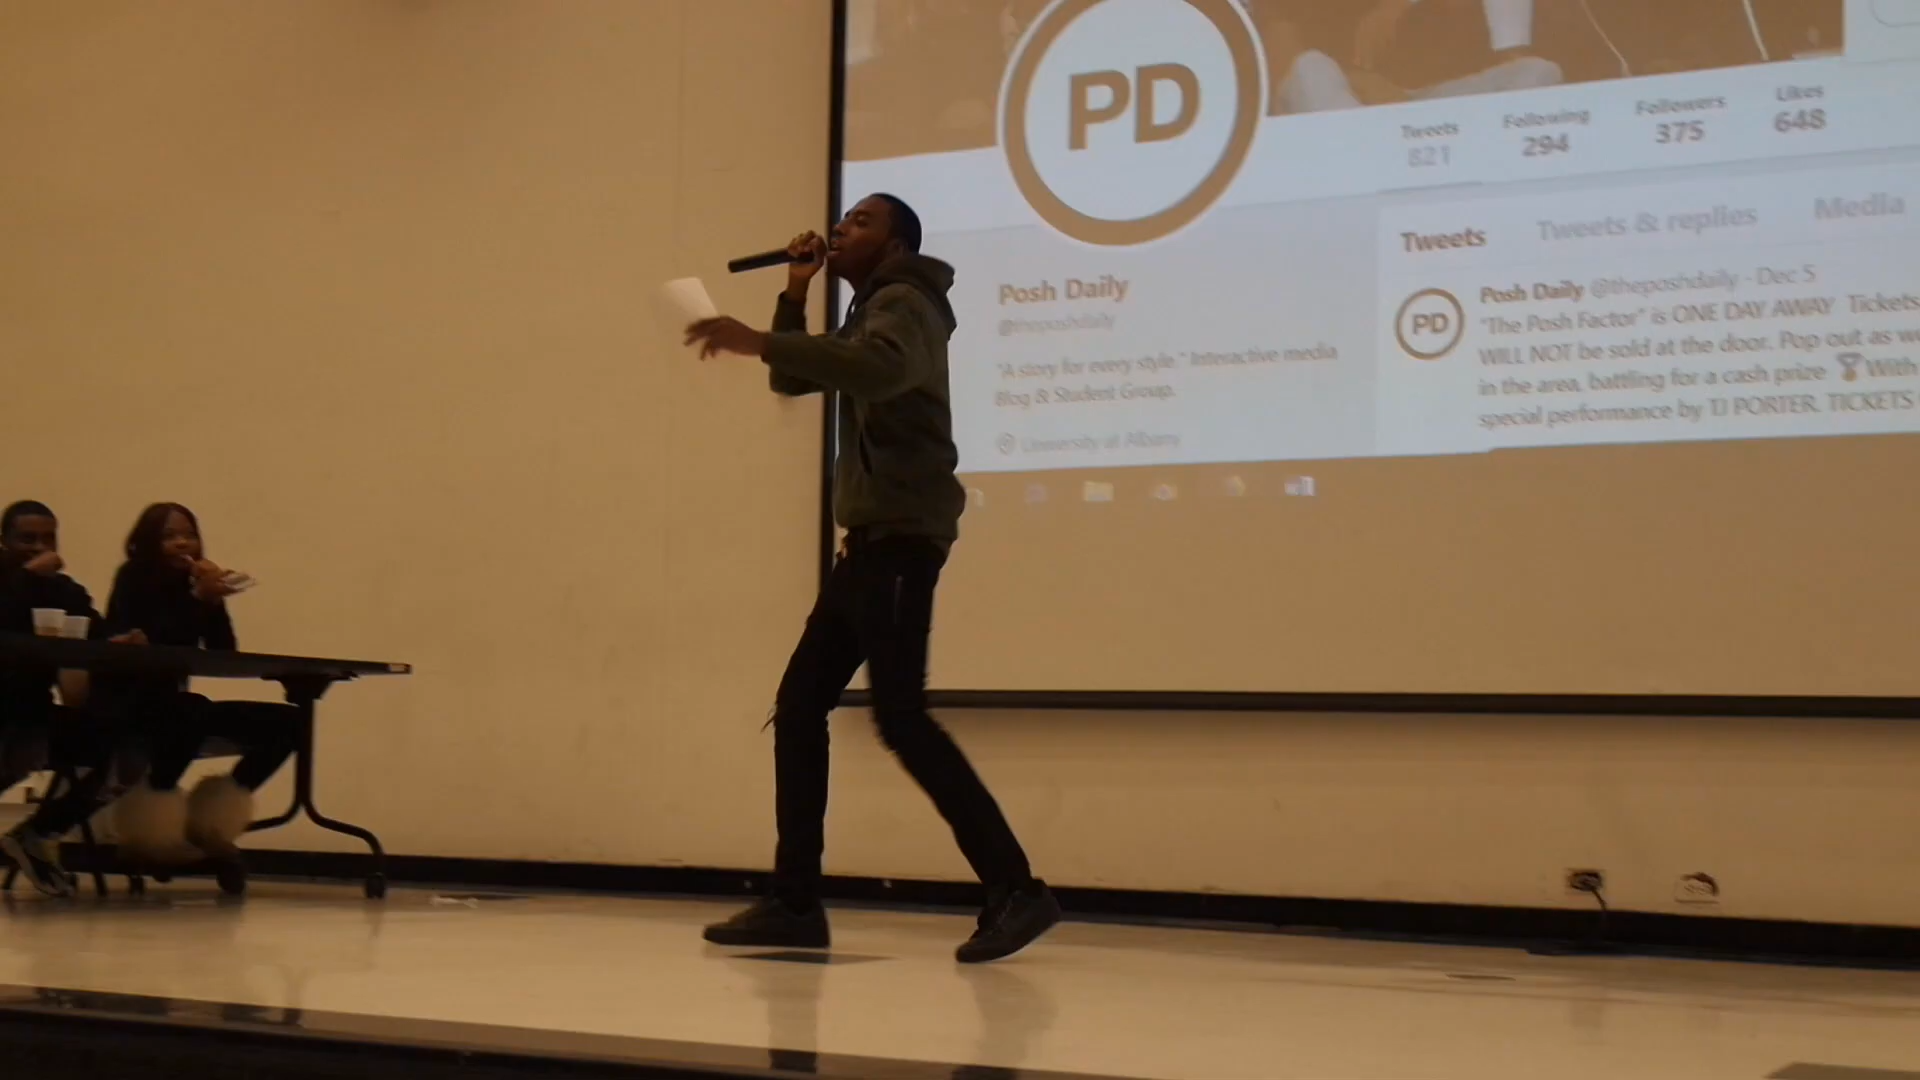 PD
Tweets Following Followers Likes
821 294 375 648
Tweets Tweets & replies Media
Posh Daily
@theposhdaily
"A story for every style." Interactive media
Blog & Student Group.
University at Albany
PD
Posh Daily @theposhdaily - Dec 5
"The Posh Factor" is ONE DAY AWAY Tickets
WILL NOT be sold at the door. Pop out as we
in the area, battling for a cash prize 🏆With
special performance by TJ PORTER. TICKETS